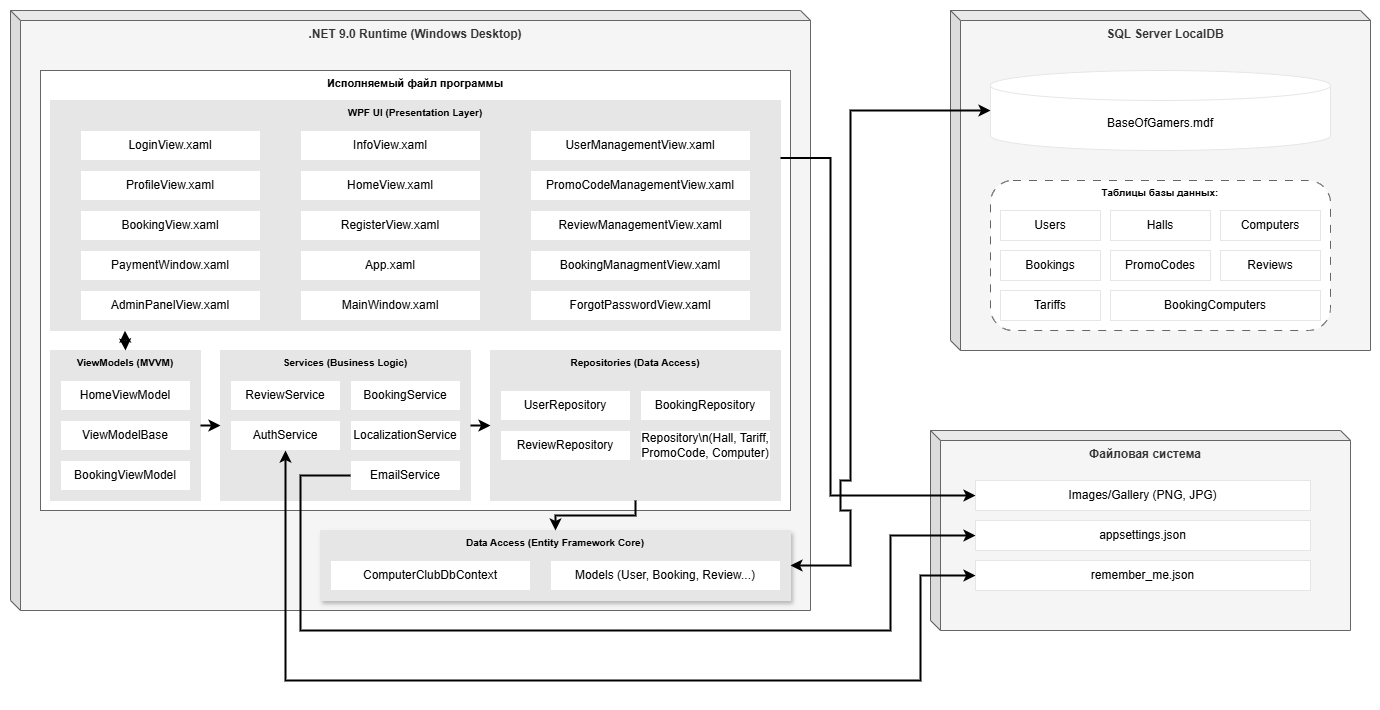 .NET 9.0 Runtime (Windows Desktop)
Исполняемый файл программы
WPF UI (Presentation Layer)
LoginView.xaml
InfoView.xaml
UserManagementView.xaml
ProfileView.xaml
HomeView.xaml
PromoCodeManagementView.xaml
BookingView.xaml
RegisterView.xaml
ReviewManagementView.xaml
PaymentWindow.xaml
App.xaml
BookingManagmentView.xaml
AdminPanelView.xaml
MainWindow.xaml
ForgotPasswordView.xaml
ViewModels (MVVM)
HomeViewModel
ViewModelBase
BookingViewModel
Services (Business Logic)
ReviewService
BookingService
AuthService
LocalizationService
EmailService
Repositories (Data Access)
UserRepository
BookingRepository
ReviewRepository
Repository\n(Hall, Tariff,
PromoCode, Computer)
Data Access (Entity Framework Core)
ComputerClubDbContext
Models (User, Booking, Review...)
SQL Server LocalDB
BaseOfGamers.mdf
Таблицы базы данных:
Users
Halls
Computers
Bookings
PromoCodes
Reviews
Tariffs
BookingComputers
Файловая система
Images/Gallery (PNG, JPG)
appsettings.json
remember_me.json